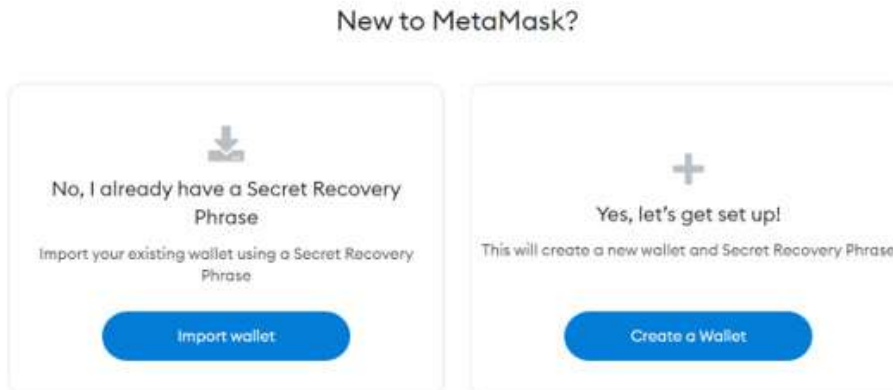 New to MetaMask?
No, I already have a Secret Recovery
Phrase
Import your existing wallet using a Secret Recovery
Phrase
Import wallet
Yes, let's get set up!
This will create a new wallet and Secret Recovery Phrase
Create a Wallet